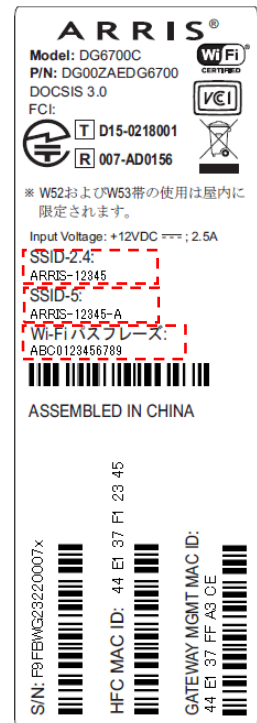 ARRIS®
Model: DG6700C
P/N: DG00ZAEDG6700
DOCSIS 3.0
FCI:
Wi Fi®
CERTIFIED
VCI
T D15-0218001
R 007-AD0156
※ W52およびW53帯の使用は屋内に
限定されます。
Input Voltage: +12VDC ⎓ ; 2.5A
SSID-2.4:
ARRIS-12345
SSID-5:
ARRIS-12345-A
Wi-Fi パスフレーズ:
ABC0123456789
ASSEMBLED IN CHINA
S/N: F9FBWG23220007x
HFC MAC ID: 44 E1 37 F1 23 45
GATEWAY MGMT MAC ID:
44 E1 37 FF A3 CE